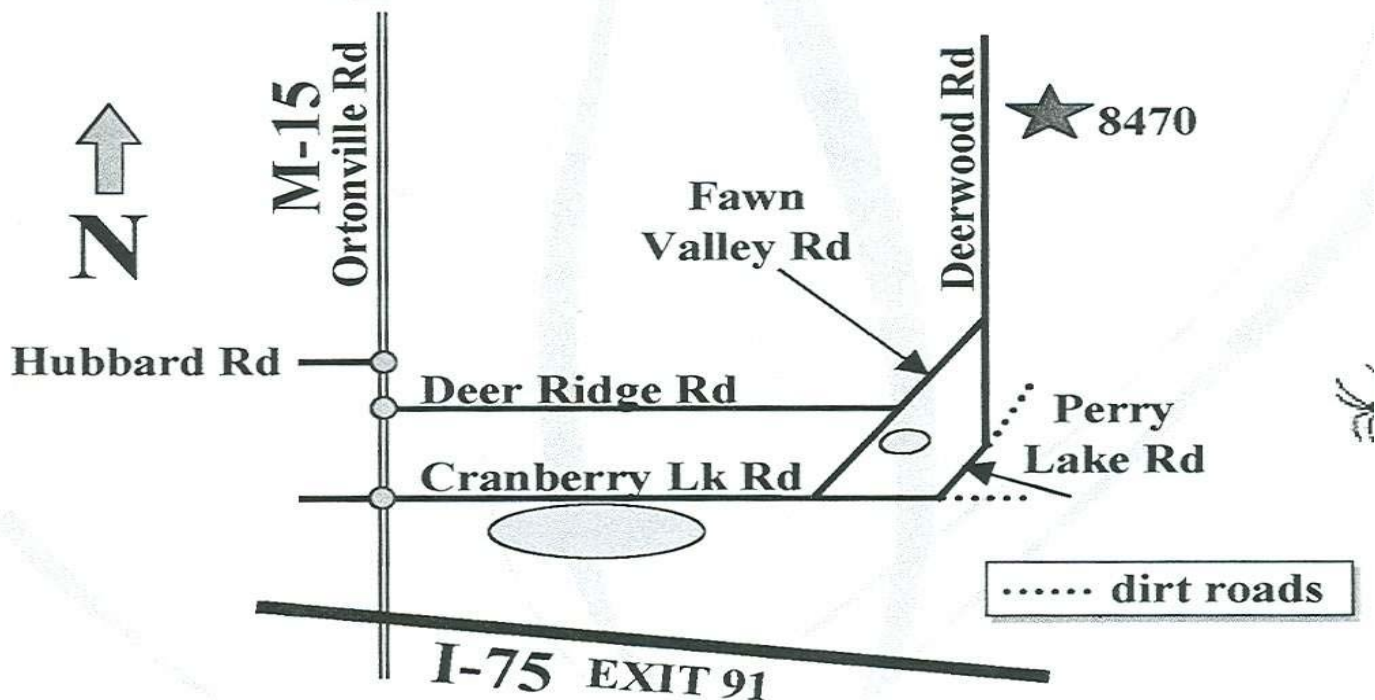 M-15
Ortonville Rd
Deerwood Rd
8470
N
Fawn
Valley Rd
Hubbard Rd
Deer Ridge Rd
Perry
Lake Rd
Cranberry Lk Rd
dirt roads
I-75 EXIT 91